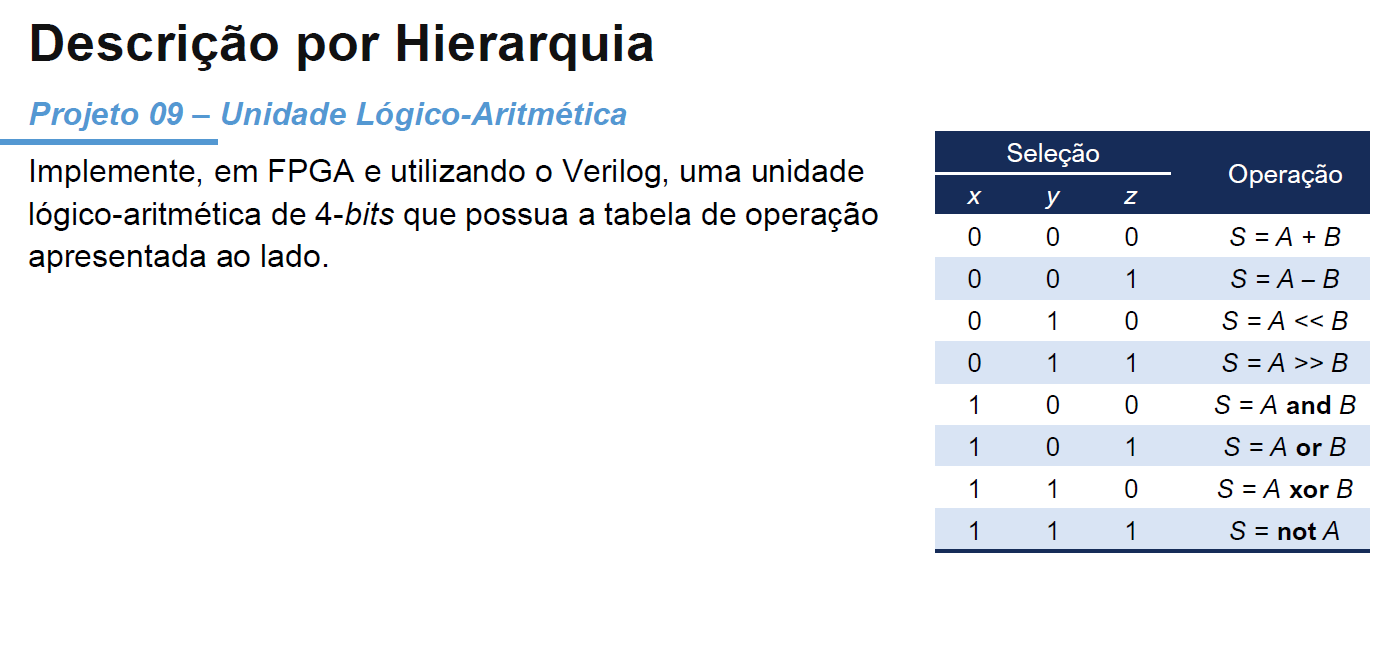 Descrição por Hierarquia
Projeto 09 – Unidade Lógico-Aritmética
Implemente, em FPGA e utilizando o Verilog, uma unidade
lógico-aritmética de 4-bits que possua a tabela de operação
apresentada ao lado.
Seleção Operação
x y z
0 0 0 S = A + B
0 0 1 S = A – B
0 1 0 S = A << B
0 1 1 S = A >> B
1 0 0 S = A and B
1 0 1 S = A or B
1 1 0 S = A xor B
1 1 1 S = not A